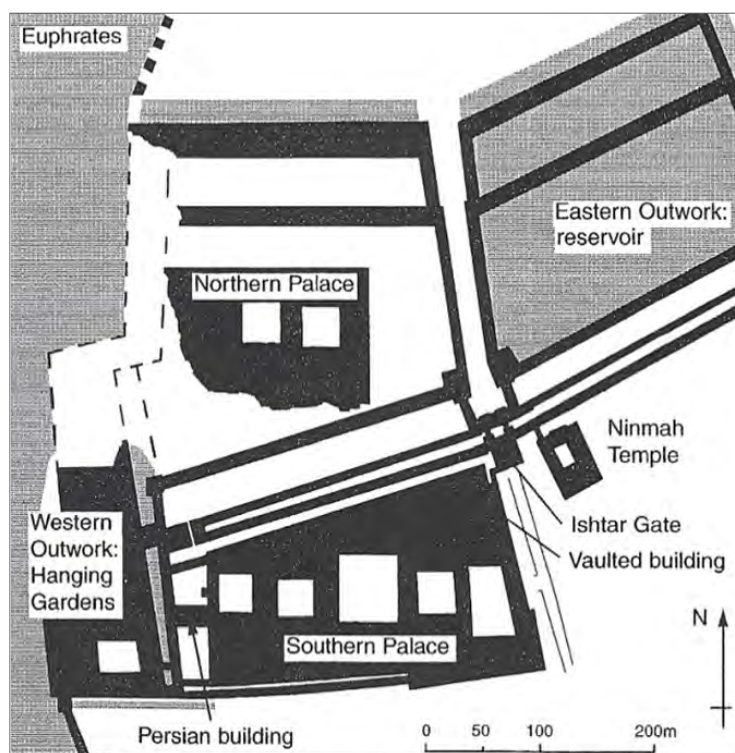 Euphrates
Eastern Outwork:
reservoir
Northern Palace
Ninmah
Temple
Ishtar Gate
Western
Outwork:
Hanging
Gardens
Vaulted building
N
Southern Palace
Persian building
0 50 100 200m